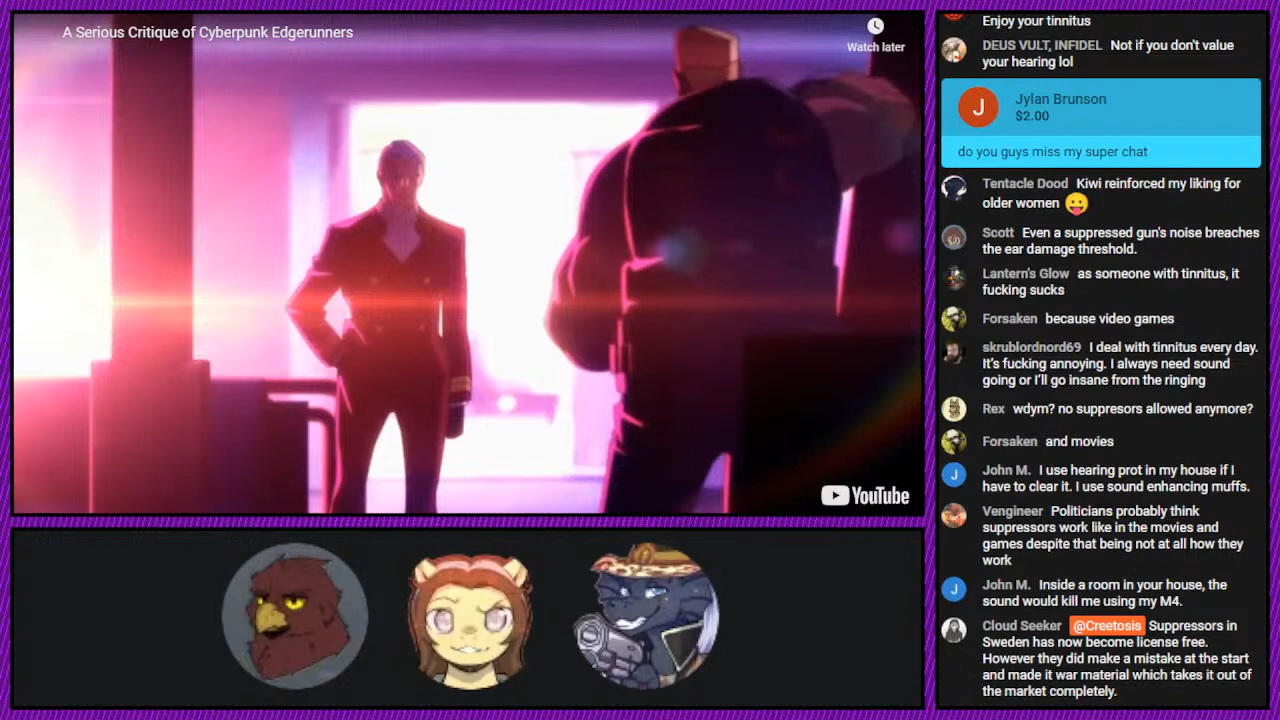 A Serious Critique of Cyberpunk Edgerunners
Watch later
YouTube
Enjoy your tinnitus
DEUS VULT, INFIDEL Not if you don't value
your hearing lol
J
Jylan Brunson
$2.00
do you guys miss my super chat
Tentacle Dood Kiwi reinforced my liking for
older women
Scott Even a suppressed gun's noise breaches
the ear damage threshold.
Lantern's Glow as someone with tinnitus, it
fucking sucks
Forsaken because video games
skrublordnord69 I deal with tinnitus every day.
It's fucking annoying. I always need sound
going or I'll go insane from the ringing
Rex wdym? no suppresors allowed anymore?
Forsaken and movies
J
John M. I use hearing prot in my house if I
have to clear it. I use sound enhancing muffs.
Vengineer Politicians probably think
suppressors work like in the movies and
games despite that being not at all how they
work
J
John M. Inside a room in your house, the
sound would kill me using my M4.
Cloud Seeker @Creetosis Suppressors in
Sweden has now become license free.
However they did make a mistake at the start
and made it war material which takes it out of
the market completely.